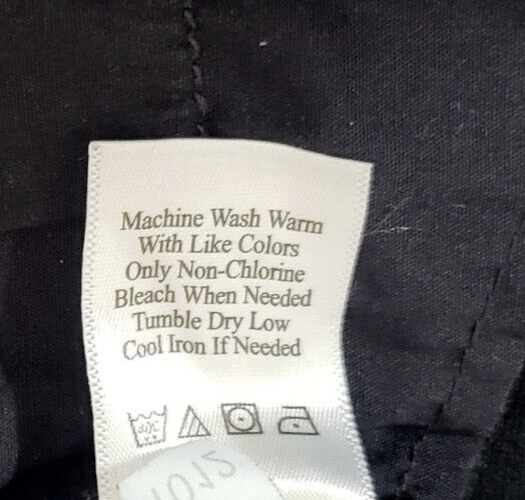 Machine Wash Warm
With Like Colors
Only Non-Chlorine
Bleach When Needed
Tumble Dry Low
Cool Iron If Needed
1012